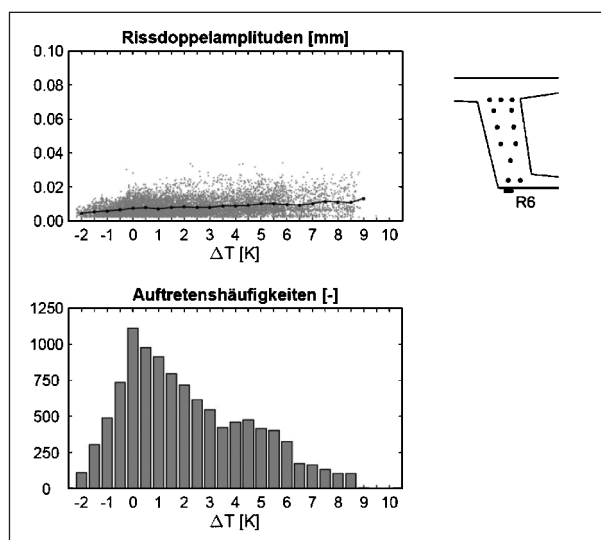 Rissdoppelamplituden [mm]
0.10
0.08
0.06
0.04
0.02
0.00
-2 -1 0 1 2 3 4 5 6 7 8 9 10
ΔT [K]
R6
Auftretenshäufigkeiten [-]
1250
1000
750
500
250
0
-2 -1 0 1 2 3 4 5 6 7 8 9 10
ΔT [K]